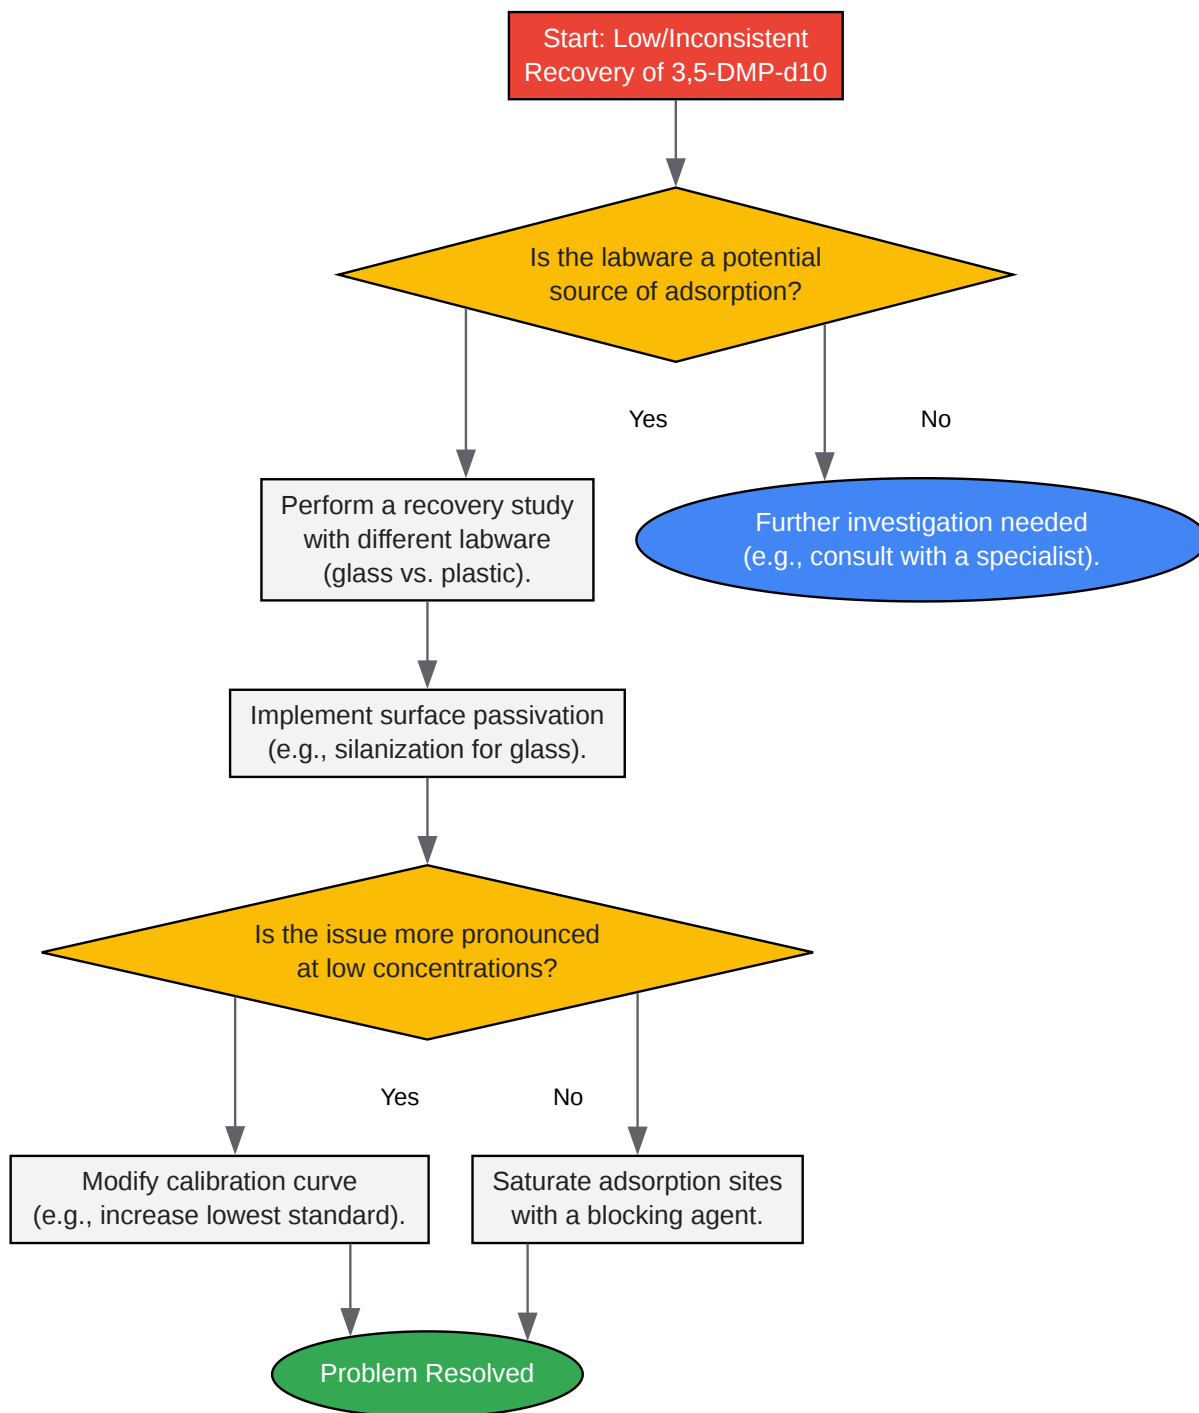 Start: Low/Inconsistent
Recovery of 3,5-DMP-d10
Is the labware a potential
source of adsorption?
Yes
No
Perform a recovery study
with different labware
(glass vs. plastic).
Further investigation needed
(e.g., consult with a specialist).
Implement surface passivation
(e.g., silanization for glass).
Is the issue more pronounced
at low concentrations?
Yes
No
Modify calibration curve
(e.g., increase lowest standard).
Saturate adsorption sites
with a blocking agent.
Problem Resolved